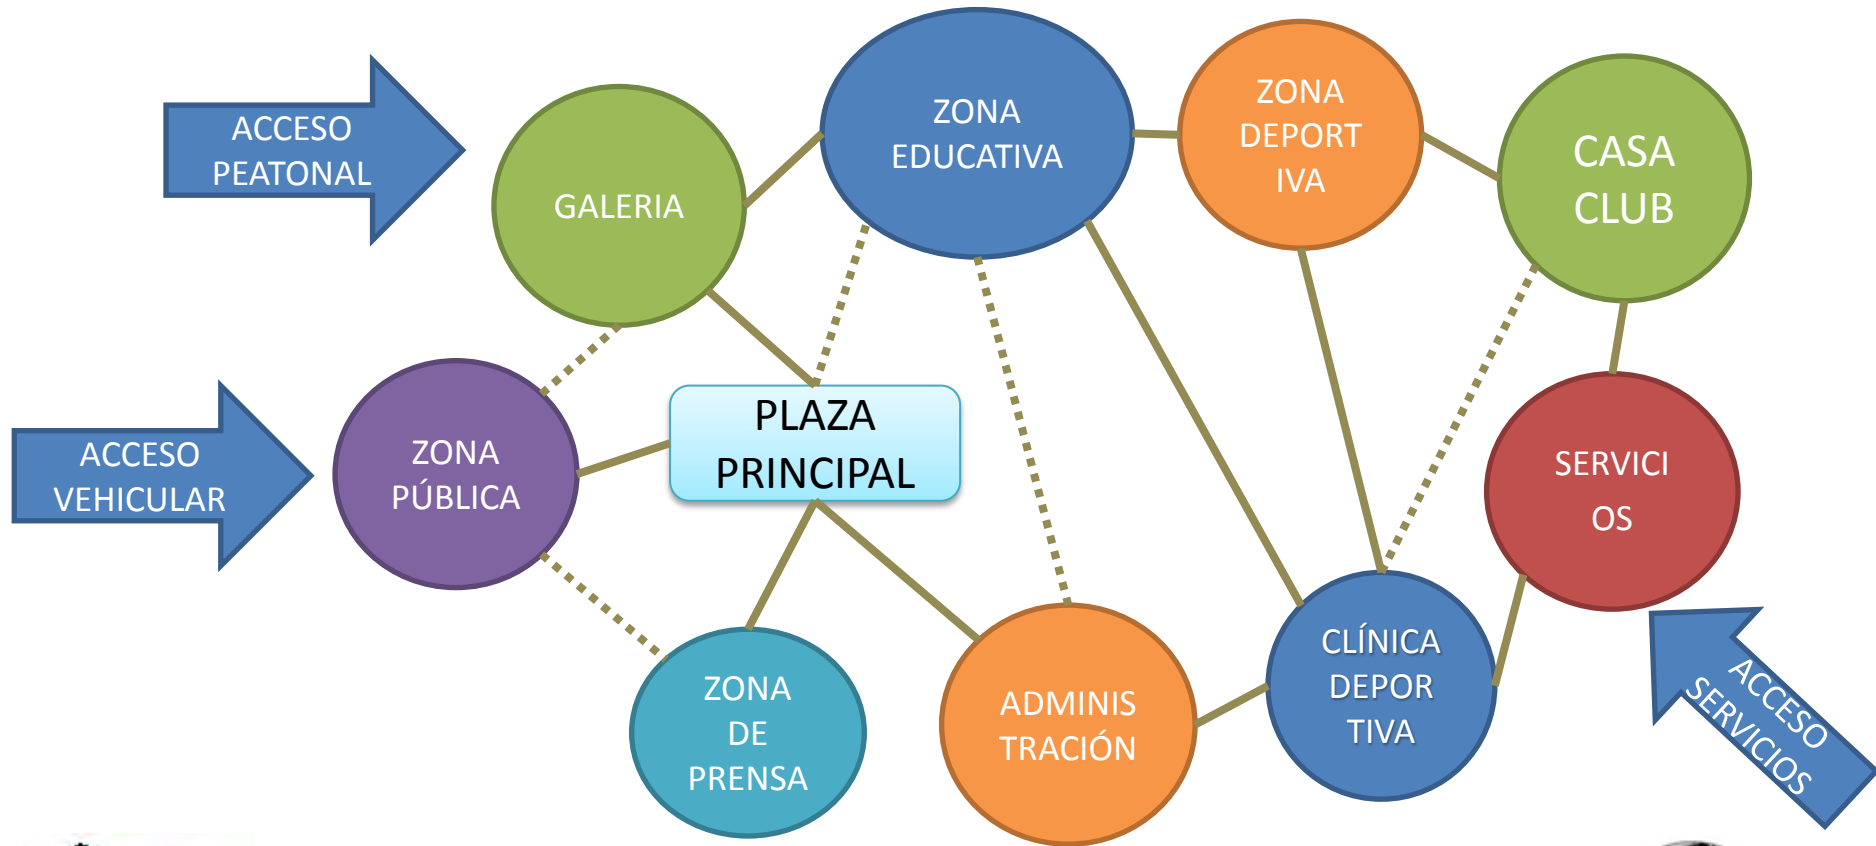 ACCESO
PEATONAL
GALERIA
ZONA
EDUCATIVA
ZONA
DEPORT
IVA
CASA
CLUB
ACCESO
VEHICULAR
ZONA
PÚBLICA
PLAZA
PRINCIPAL
SERVICI
OS
ZONA
DE
PRENSA
ADMINIS
TRACIÓN
CLÍNICA
DEPOR
TIVA
ACCESO
SERVICIOS